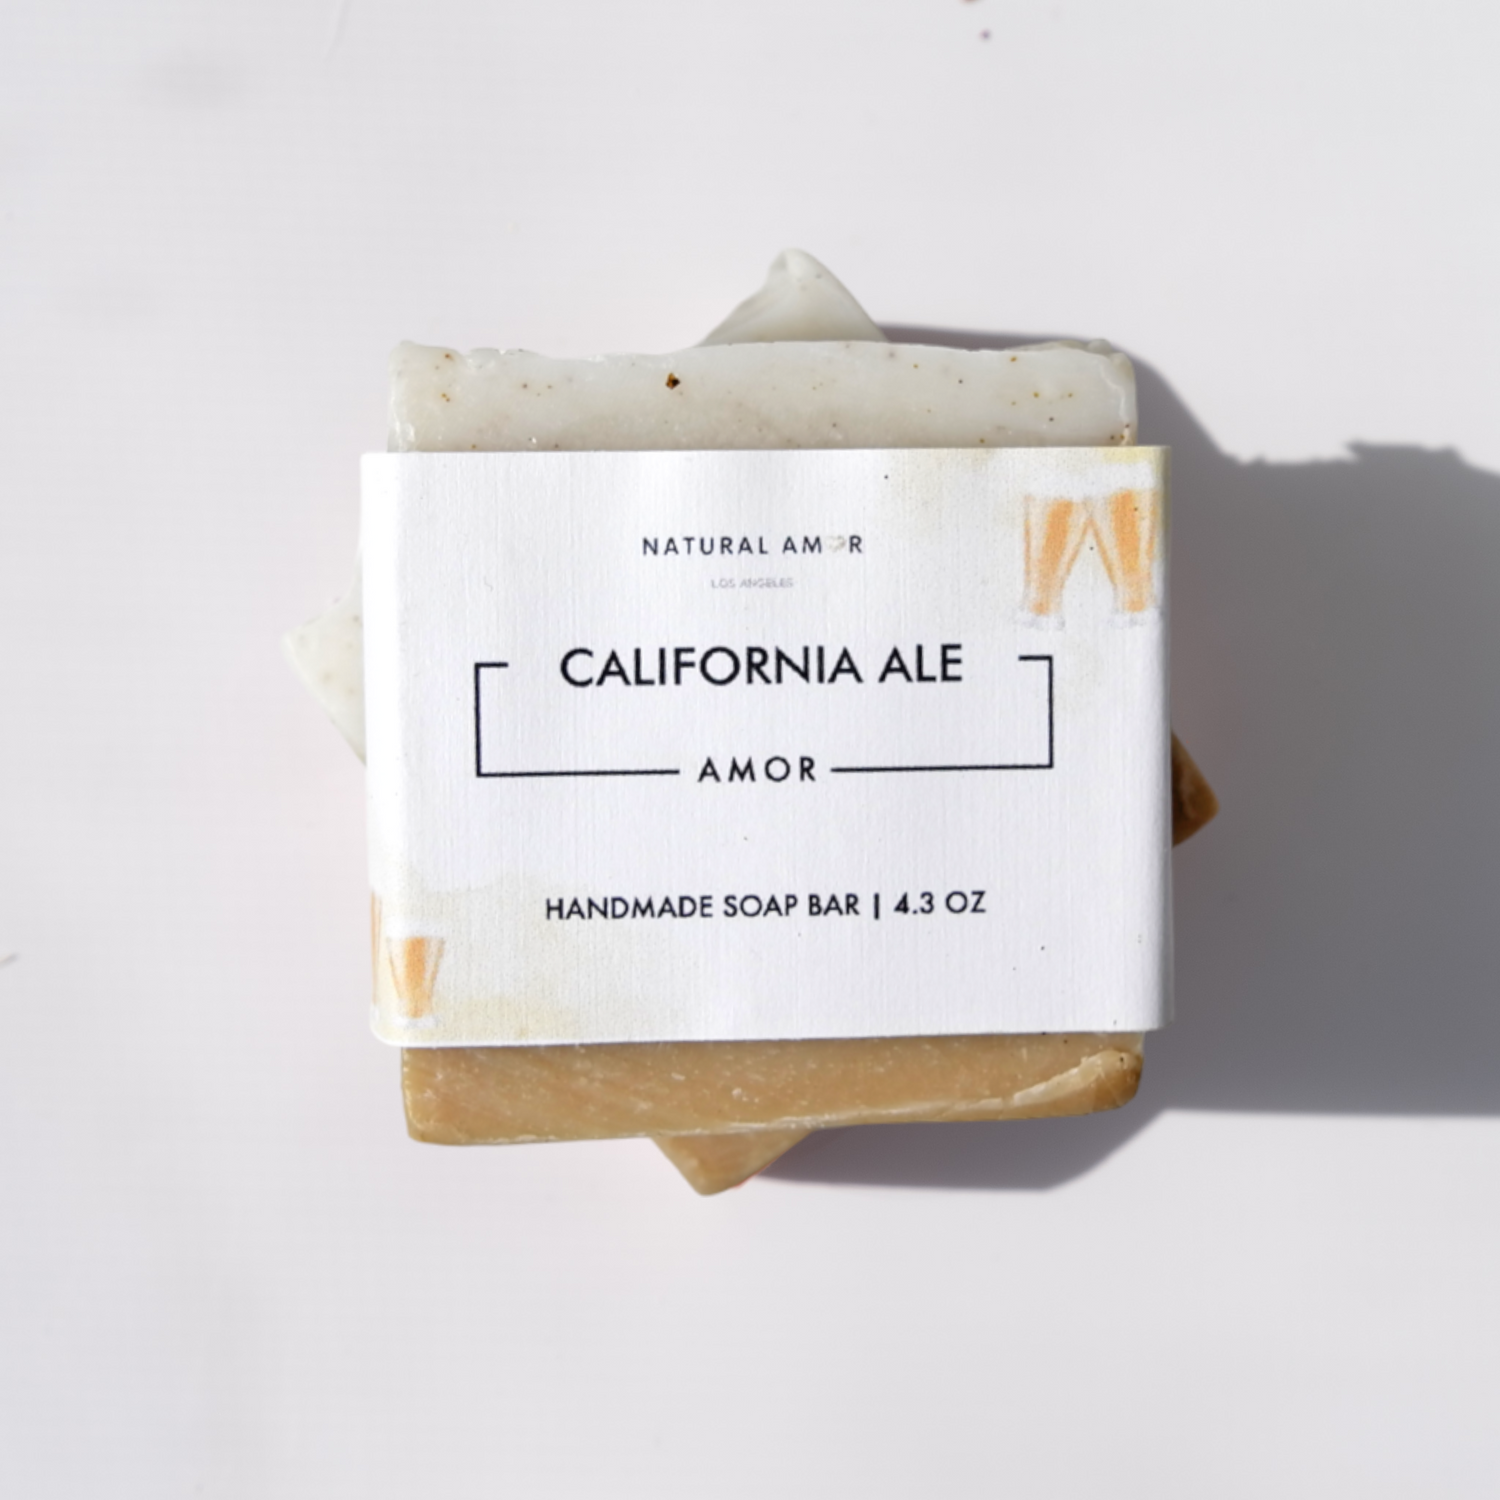 NATURAL AMOR
LOS ANGELES
CALIFORNIA ALE
AMOR
HANDMADE SOAP BAR | 4.3 OZ